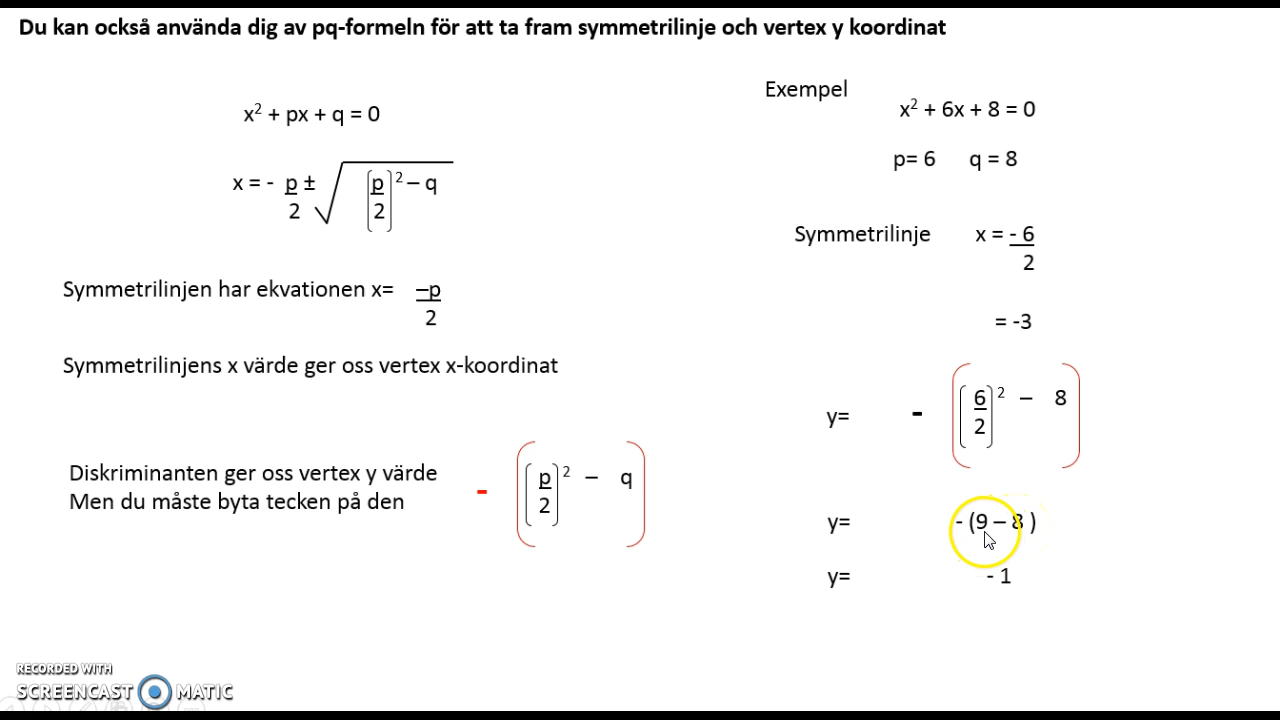 Du kan också använda dig av pq-formeln för att ta fram symmetrilinje och vertex y koordinat
x² + px + q = 0
x = - p/2 ± √ (p/2)² – q
Symmetrilinjen har ekvationen x= –p/2
Symmetrilinjens x värde ger oss vertex x-koordinat
Diskriminanten ger oss vertex y värde
Men du måste byta tecken på den
- ( (p/2)² – q )
Exempel
x² + 6x + 8 = 0
p= 6 q = 8
Symmetrilinje x = - 6/2
= -3
y= - ( (6/2)² – 8 )
y= - (9 – 8 )
y= - 1
RECORDED WITH
SCREENCAST MATIC